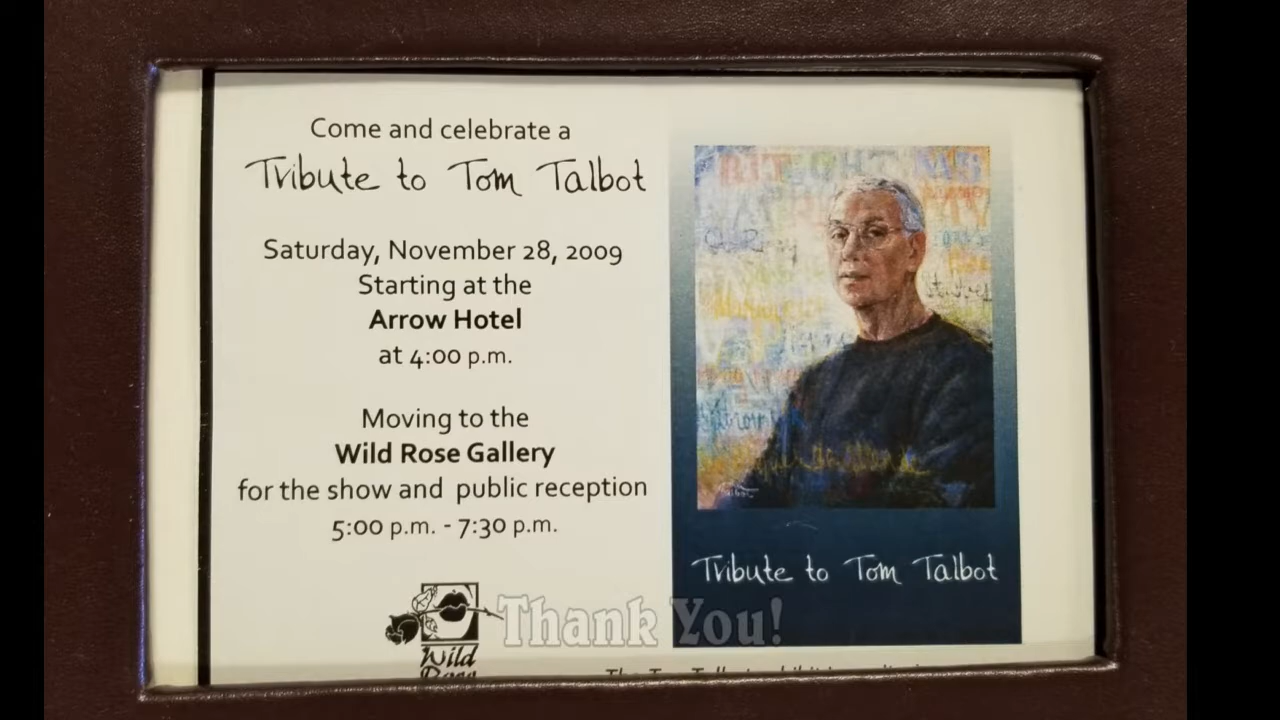 Come and celebrate a
Tribute to Tom Talbot
Saturday, November 28, 2009
Starting at the
Arrow Hotel
at 4:00 p.m.
Moving to the
Wild Rose Gallery
for the show and public reception
5:00 p.m. - 7:30 p.m.
Wild
Talbot
Tribute to Tom Talbot
Thank You!